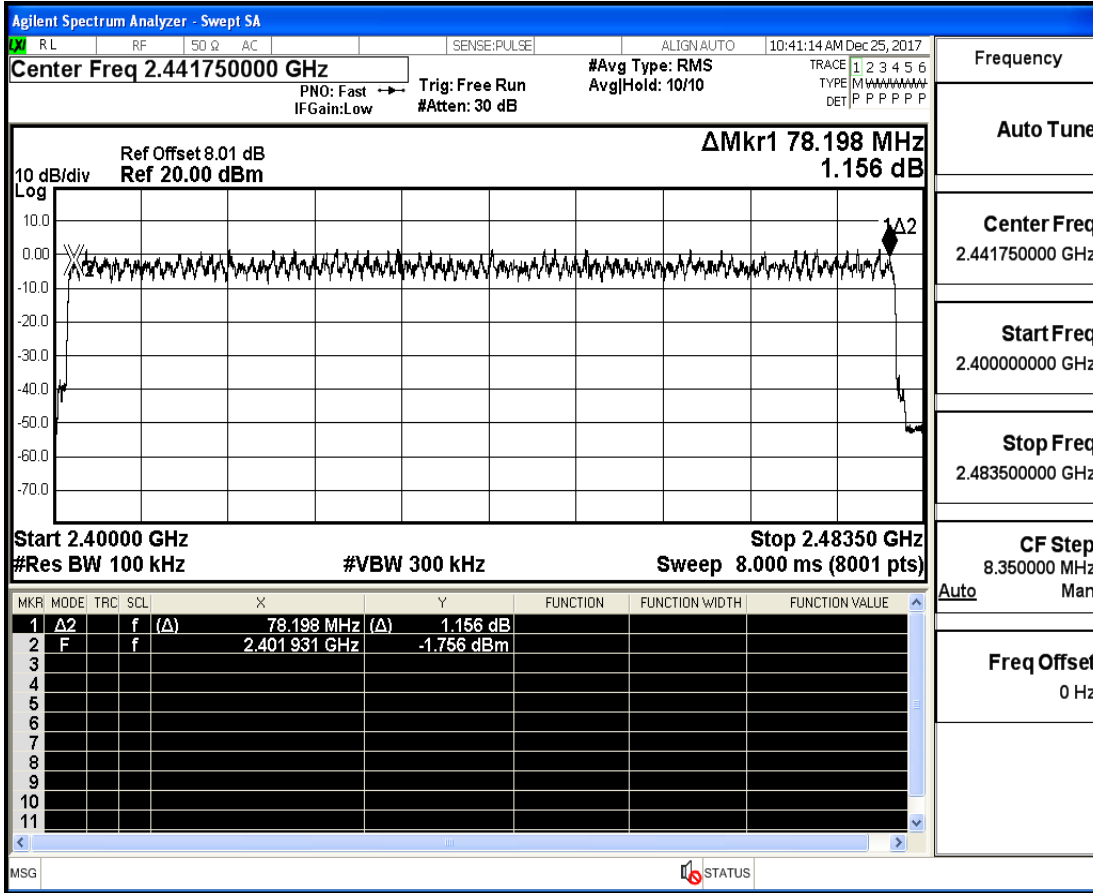 Agilent Spectrum Analyzer - Swept SA
LXI RL RF 50 Ω AC SENSE:PULSE ALIGN AUTO 10:41:14 AM Dec 25, 2017
Center Freq 2.441750000 GHz
PNO: Fast
IFGain:Low
Trig: Free Run
#Atten: 30 dB
#Avg Type: RMS
Avg|Hold: 10/10
TRACE 1 2 3 4 5 6
TYPE M WWWWW
DET P P P P P P
ΔMkr1 78.198 MHz
1.156 dB
Ref Offset 8.01 dB
10 dB/div Ref 20.00 dBm
Log
10.0
0.00
-10.0
-20.0
-30.0
-40.0
-50.0
-60.0
-70.0
1Δ2
2
Start 2.40000 GHz Stop 2.48350 GHz
#Res BW 100 kHz #VBW 300 kHz Sweep 8.000 ms (8001 pts)
MKR MODE TRC SCL X Y FUNCTION FUNCTION WIDTH FUNCTION VALUE
1 Δ2 f (Δ) 78.198 MHz (Δ) 1.156 dB
2 F f 2.401 931 GHz -1.756 dBm
3
4
5
6
7
8
9
10
11
MSG STATUS
Frequency
Auto Tune
Center Freq
2.441750000 GHz
Start Freq
2.400000000 GHz
Stop Freq
2.483500000 GHz
CF Step
8.350000 MHz
Auto Man
Freq Offset
0 Hz